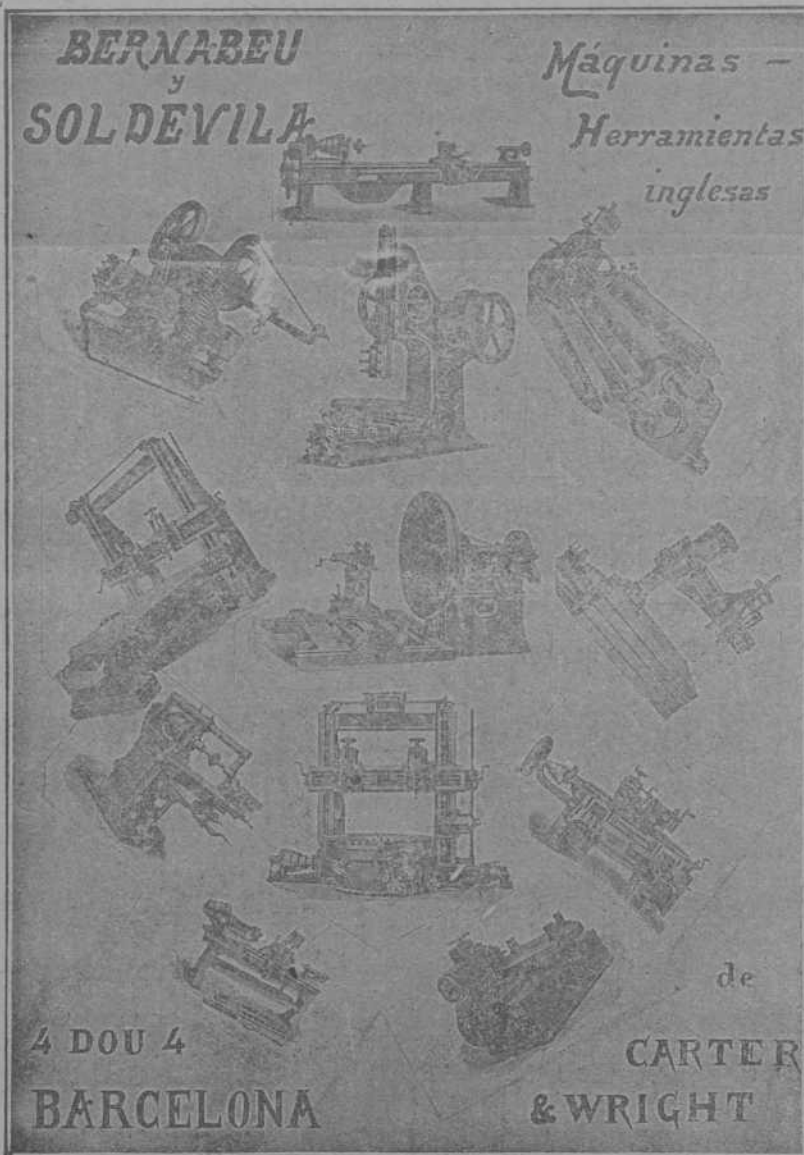 BERNABEU
y
SOLDEVILA
Máquinas –
Herramientas
inglesas
de
CARTER
& WRIGHT
4 DOU 4
BARCELONA